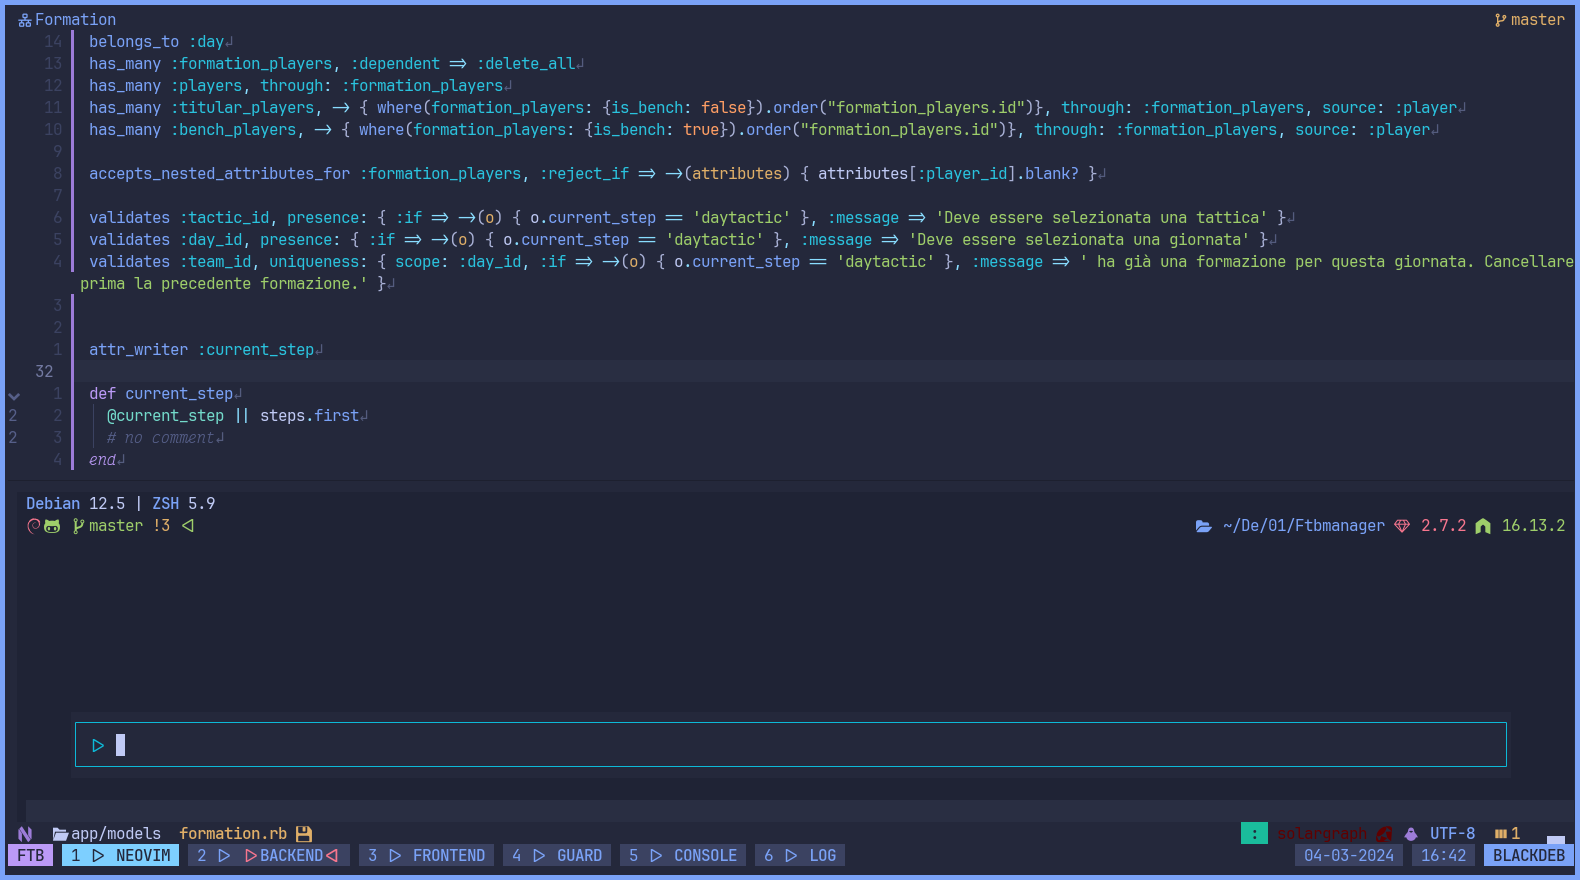 Formation master
14 belongs_to :day
13 has_many :formation_players, :dependent => :delete_all
12 has_many :players, through: :formation_players
11 has_many :titular_players, -> { where(formation_players: {is_bench: false}).order("formation_players.id")}, through: :formation_players, source: :player
10 has_many :bench_players, -> { where(formation_players: {is_bench: true}).order("formation_players.id")}, through: :formation_players, source: :player
9
8 accepts_nested_attributes_for :formation_players, :reject_if => ->(attributes) { attributes[:player_id].blank? }
7
6 validates :tactic_id, presence: { :if => ->(o) { o.current_step == 'daytactic' }, :message => 'Deve essere selezionata una tattica' }
5 validates :day_id, presence: { :if => ->(o) { o.current_step == 'daytactic' }, :message => 'Deve essere selezionata una giornata' }
4 validates :team_id, uniqueness: { scope: :day_id, :if => ->(o) { o.current_step == 'daytactic' }, :message => ' ha già una formazione per questa giornata. Cancellare
prima la precedente formazione.' }
3
2
1 attr_writer :current_step
32
1 def current_step
2 2 @current_step || steps.first
2 3 # no comment
4 end
Debian 12.5 | ZSH 5.9
master !3 ~/De/01/Ftbmanager 2.7.2 16.13.2
app/models formation.rb : solargraph UTF-8 1
FTB 1 NEOVIM 2 BACKEND 3 FRONTEND 4 GUARD 5 CONSOLE 6 LOG 04-03-2024 16:42 BLACKDEB